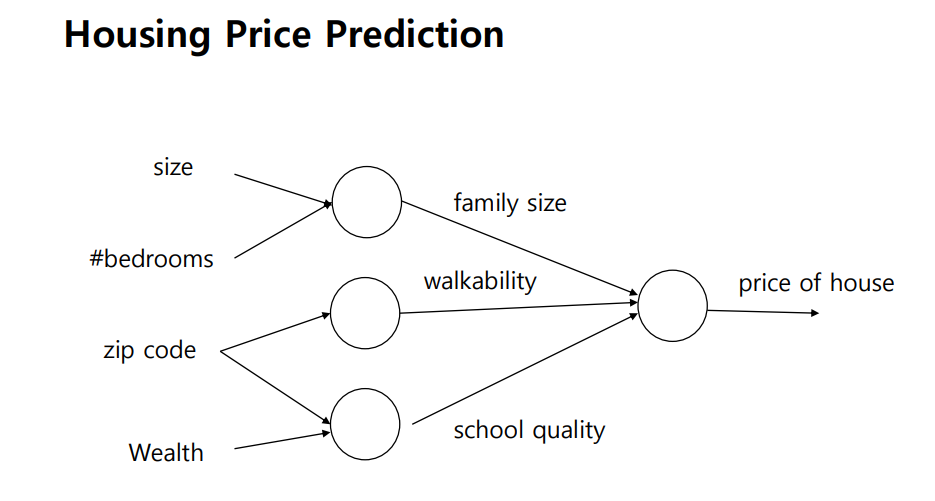 Housing Price Prediction
size
family size
#bedrooms
walkability
price of house
zip code
school quality
Wealth